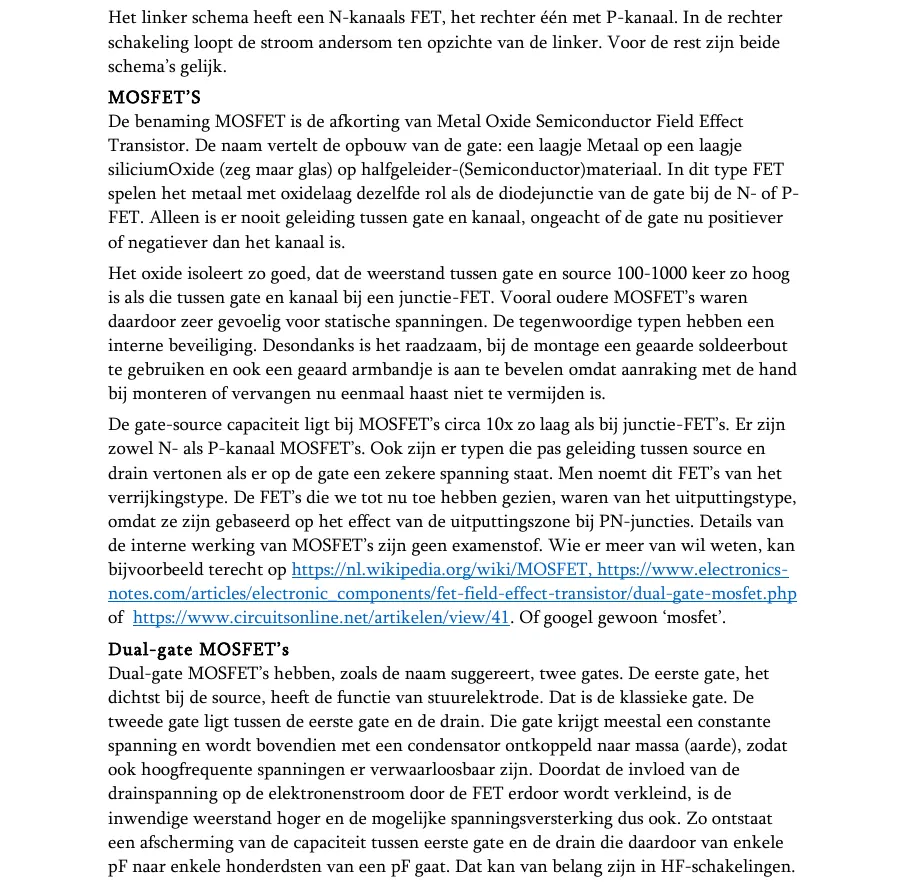 Het linker schema heeft een N-kanaals FET, het rechter één met P-kanaal. In de rechter
schakeling loopt de stroom andersom ten opzichte van de linker. Voor de rest zijn beide
schema’s gelijk.
MOSFET’S
De benaming MOSFET is de afkorting van Metal Oxide Semiconductor Field Effect
Transistor. De naam vertelt de opbouw van de gate: een laagje Metaal op een laagje
siliciumOxide (zeg maar glas) op halfgeleider-(Semiconductor)materiaal. In dit type FET
spelen het metaal met oxidelaag dezelfde rol als de diodejunctie van de gate bij de N- of P-
FET. Alleen is er nooit geleiding tussen gate en kanaal, ongeacht of de gate nu positiever
of negatiever dan het kanaal is.
Het oxide isoleert zo goed, dat de weerstand tussen gate en source 100-1000 keer zo hoog
is als die tussen gate en kanaal bij een junctie-FET. Vooral oudere MOSFET’s waren
daardoor zeer gevoelig voor statische spanningen. De tegenwoordige typen hebben een
interne beveiliging. Desondanks is het raadzaam, bij de montage een geaarde soldeerbout
te gebruiken en ook een geaard armbandje is aan te bevelen omdat aanraking met de hand
bij monteren of vervangen nu eenmaal haast niet te vermijden is.
De gate-source capaciteit ligt bij MOSFET’s circa 10x zo laag als bij junctie-FET’s. Er zijn
zowel N- als P-kanaal MOSFET’s. Ook zijn er typen die pas geleiding tussen source en
drain vertonen als er op de gate een zekere spanning staat. Men noemt dit FET’s van het
verrijkingstype. De FET’s die we tot nu toe hebben gezien, waren van het uitputtingstype,
omdat ze zijn gebaseerd op het effect van de uitputtingszone bij PN-juncties. Details van
de interne werking van MOSFET’s zijn geen examenstof. Wie er meer van wil weten, kan
bijvoorbeeld terecht op https://nl.wikipedia.org/wiki/MOSFET, https://www.electronics-
notes.com/articles/electronic_components/fet-field-effect-transistor/dual-gate-mosfet.php
of https://www.circuitsonline.net/artikelen/view/41. Of googel gewoon ‘mosfet’.
Dual-gate MOSFET’s
Dual-gate MOSFET’s hebben, zoals de naam suggereert, twee gates. De eerste gate, het
dichtst bij de source, heeft de functie van stuurelektrode. Dat is de klassieke gate. De
tweede gate ligt tussen de eerste gate en de drain. Die gate krijgt meestal een constante
spanning en wordt bovendien met een condensator ontkoppeld naar massa (aarde), zodat
ook hoogfrequente spanningen er verwaarloosbaar zijn. Doordat de invloed van de
drainspanning op de elektronenstroom door de FET erdoor wordt verkleind, is de
inwendige weerstand hoger en de mogelijke spanningsversterking dus ook. Zo ontstaat
een afscherming van de capaciteit tussen eerste gate en de drain die daardoor van enkele
pF naar enkele honderdsten van een pF gaat. Dat kan van belang zijn in HF-schakelingen.